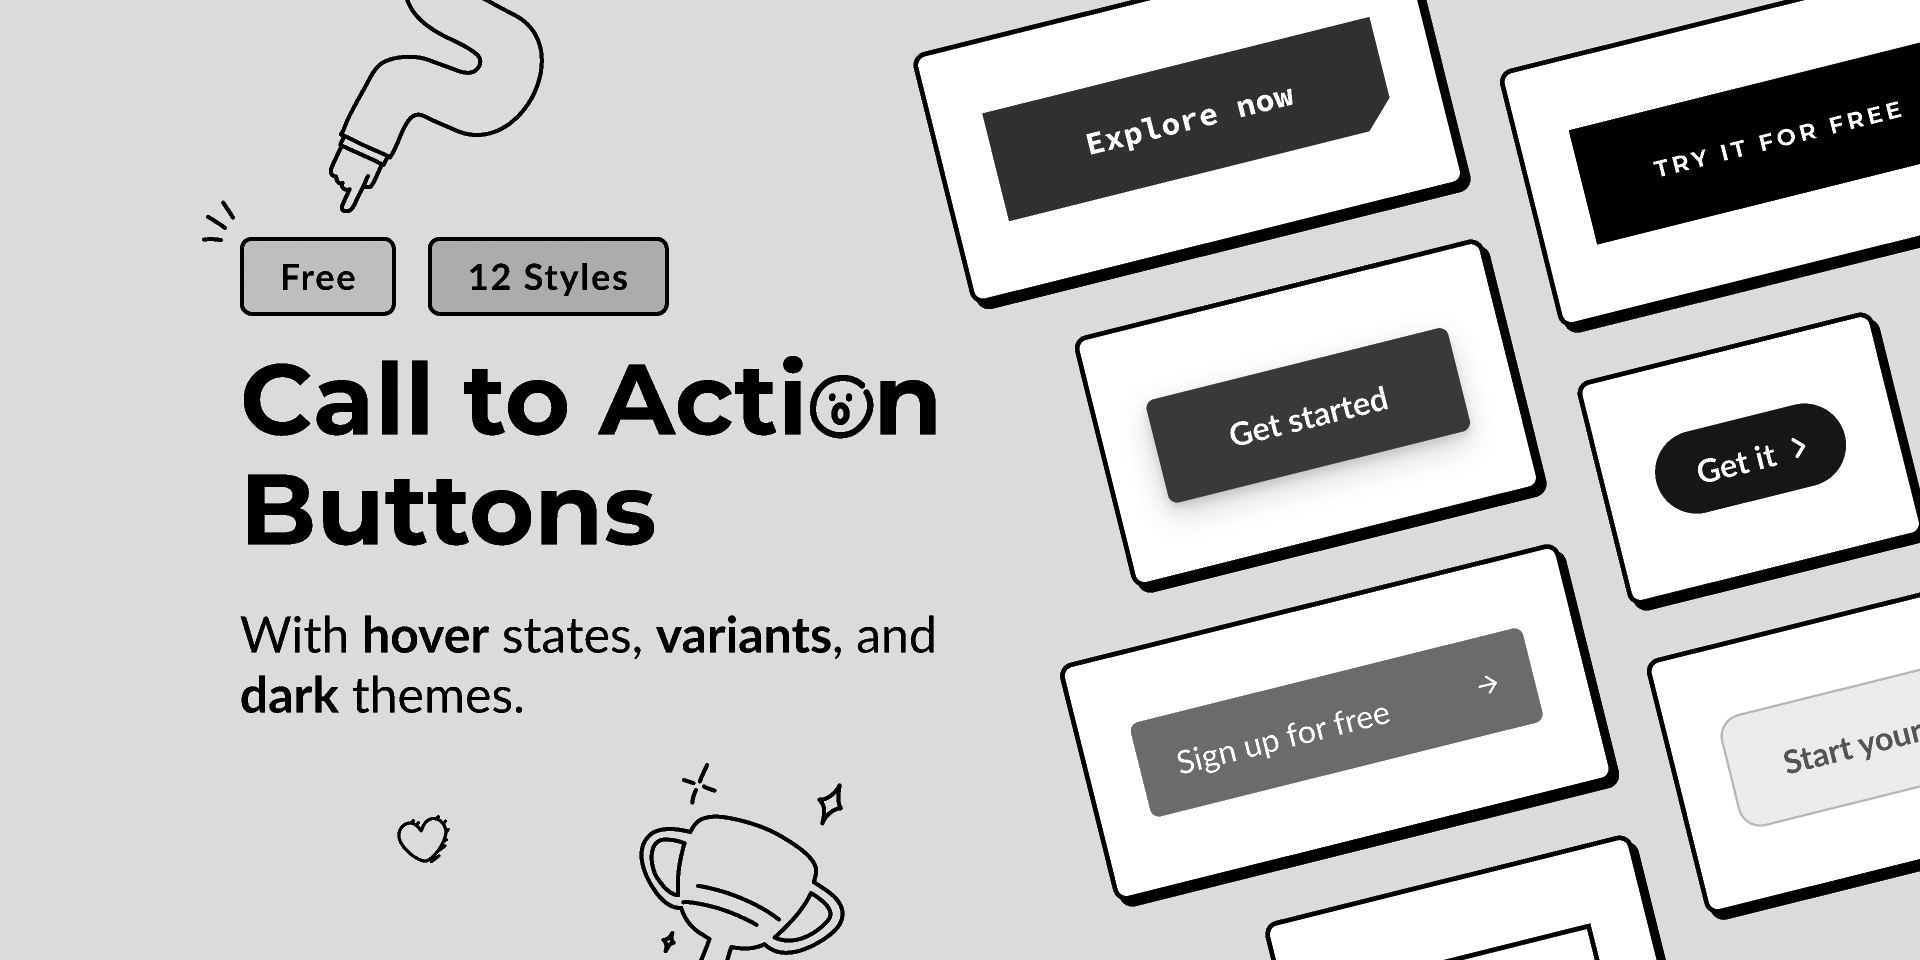 Free
12 Styles
Call to Action
Buttons
With hover states, variants, and
dark themes.
Explore now
TRY IT FOR FREE
Get started
Get it
Sign up for free
Start your